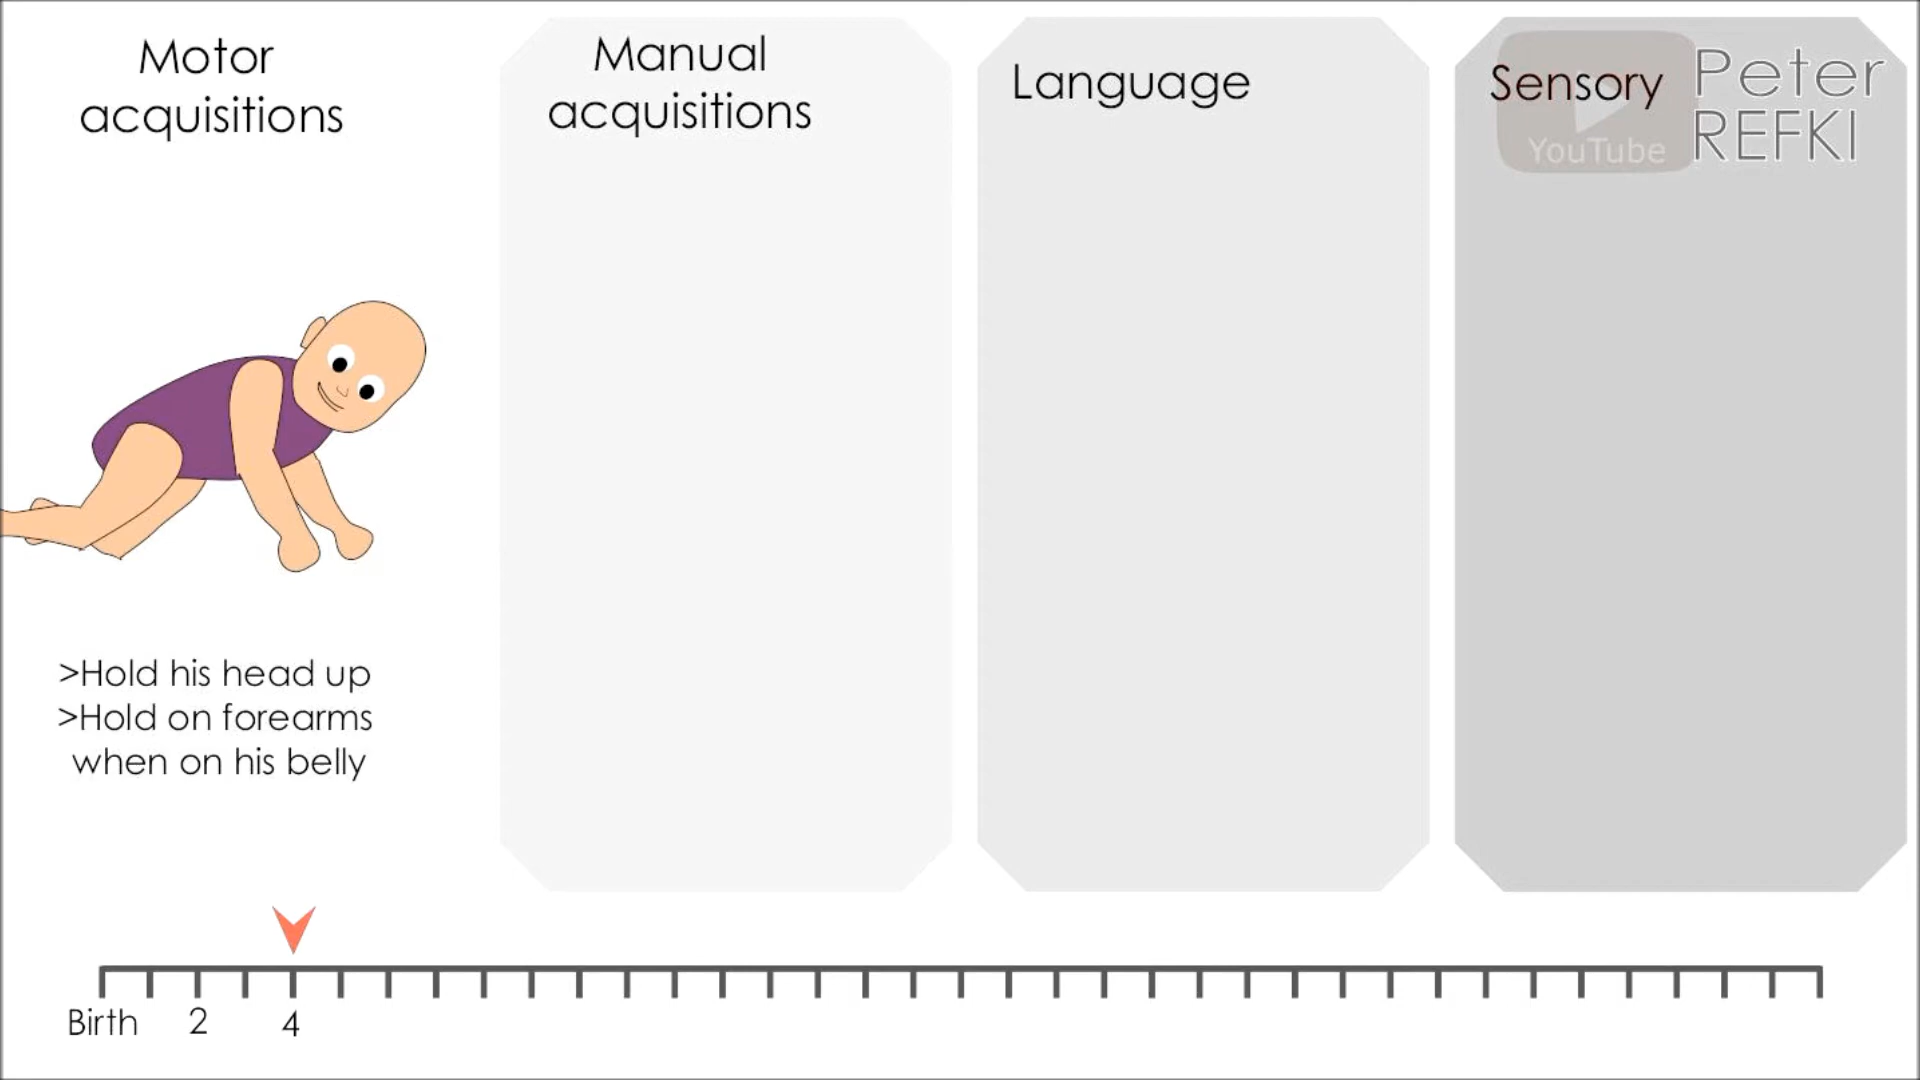 Motor
acquisitions
Manual
acquisitions
Language
Sensory
YouTube
Peter
REFKI
>Hold his head up
>Hold on forearms
when on his belly
Birth 2 4